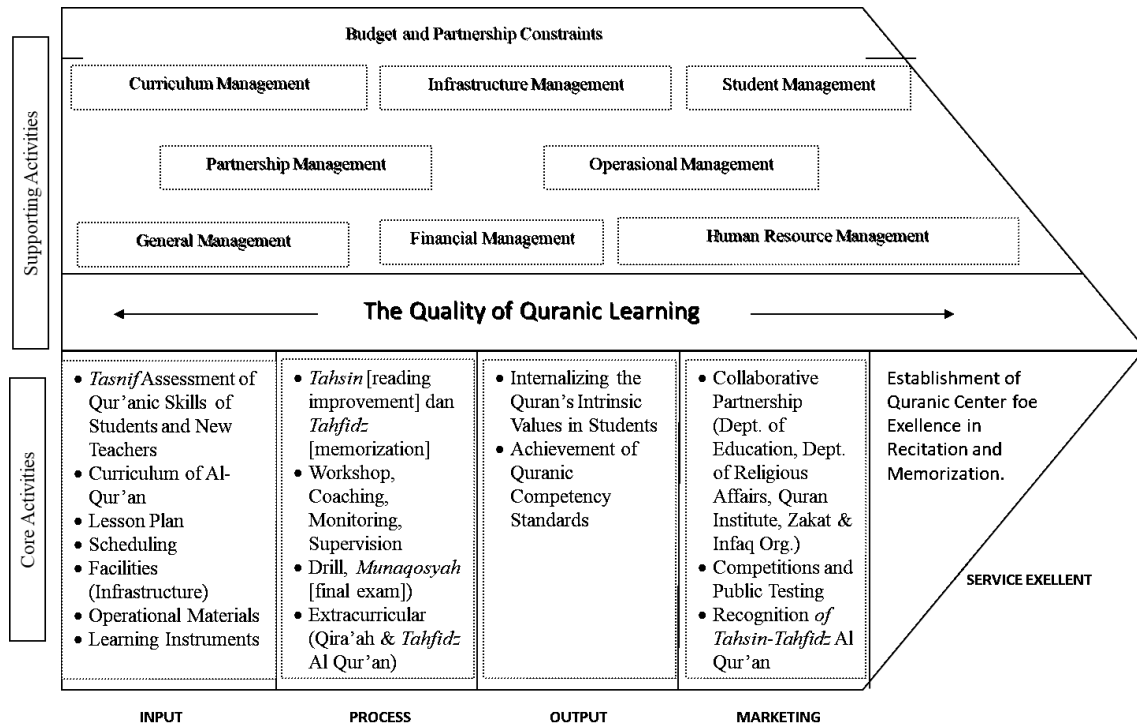 Supporting Activities
Budget and Partnership Constraints
Curriculum Management
Infrastructure Management
Student Management
Partnership Management
Operasional Management
General Management
Financial Management
Human Resource Management
The Quality of Quranic Learning
Core Activities
• Tasnif Assessment of
Qur'anic Skills of
Students and New
Teachers
• Curriculum of Al-
Qur'an
• Lesson Plan
• Scheduling
• Facilities
(Infrastructure)
• Operational Materials
• Learning Instruments
• Tahsin [reading
improvement] dan
Tahfidz
[memorization]
• Workshop,
Coaching,
Monitoring,
Supervision
• Drill, Munaqosyah
[final exam])
• Extracurricular
(Qira'ah & Tahfidz
Al Qur'an)
• Internalizing the
Quran's Intrinsic
Values in Students
• Achievement of
Quranic
Competency
Standards
• Collaborative
Partnership
(Dept. of
Education, Dept.
of Religious
Affairs, Quran
Institute, Zakat &
Infaq Org.)
• Competitions and
Public Testing
• Recognition of
Tahsin-Tahfidz Al
Qur'an
Establishment of
Quranic Center foe
Exellence in
Recitation and
Memorization.
SERVICE EXELLENT
INPUT
PROCESS
OUTPUT
MARKETING